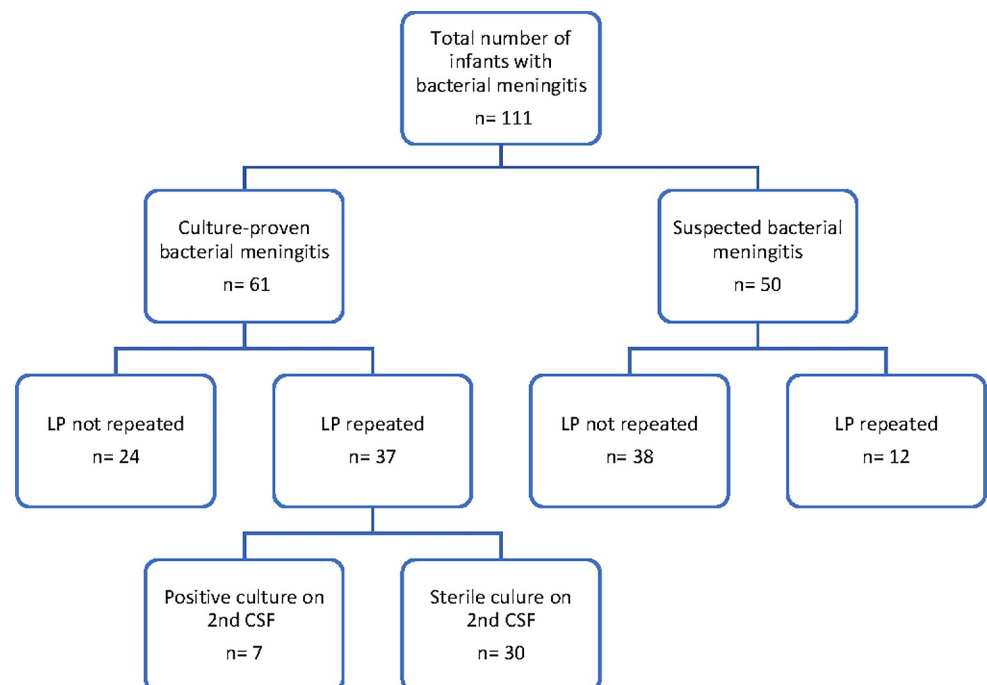 Total number of
infants with
bacterial meningitis
n= 111
Culture-proven
bacterial meningitis
n= 61
Suspected bacterial
meningitis
n= 50
LP not repeated
n= 24
LP repeated
n= 37
LP not repeated
n= 38
LP repeated
n= 12
Positive culture on
2nd CSF
n= 7
Sterile culure on
2nd CSF
n= 30